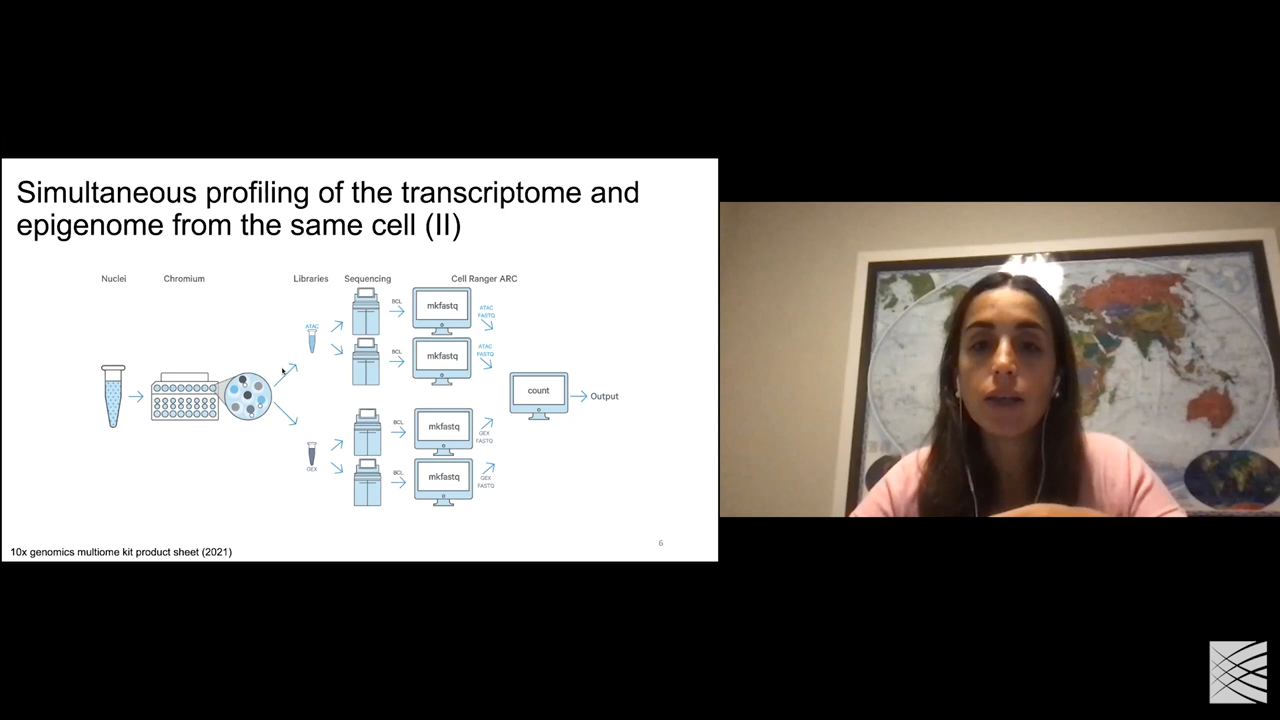 Simultaneous profiling of the transcriptome and
epigenome from the same cell (II)
Nuclei
Chromium
Libraries
Sequencing
Cell Ranger ARC
ATAC
BCL
mkfastq
ATAC
FASTQ
BCL
mkfastq
ATAC
FASTQ
count
Output
GEX
BCL
mkfastq
GEX
FASTQ
BCL
mkfastq
GEX
FASTQ
6
10x genomics multiome kit product sheet (2021)